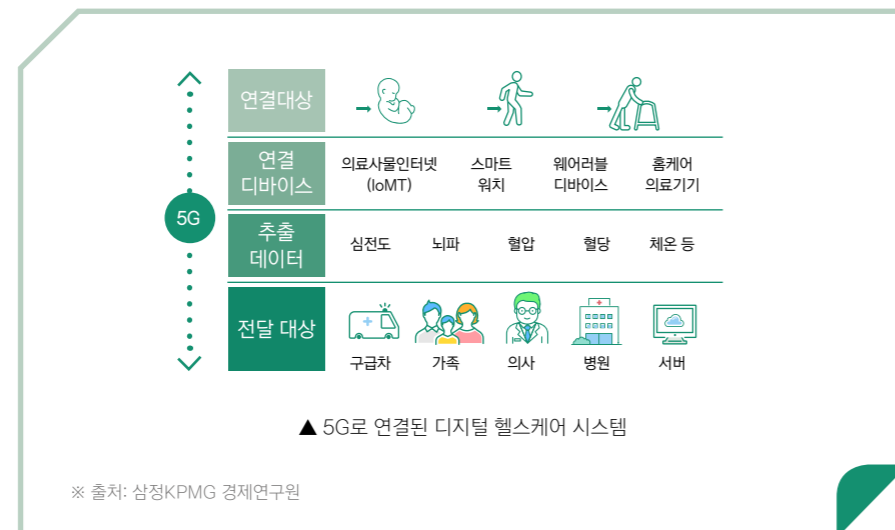 연결대상
연결
디바이스
의료사물인터넷
(IoMT)
스마트
워치
웨어러블
디바이스
홈케어
의료기기
5G
추출
데이터
심전도 뇌파 혈압 혈당 체온 등
전달 대상
구급차 가족 의사 병원 서버
▲ 5G로 연결된 디지털 헬스케어 시스템
※ 출처: 삼정KPMG 경제연구원